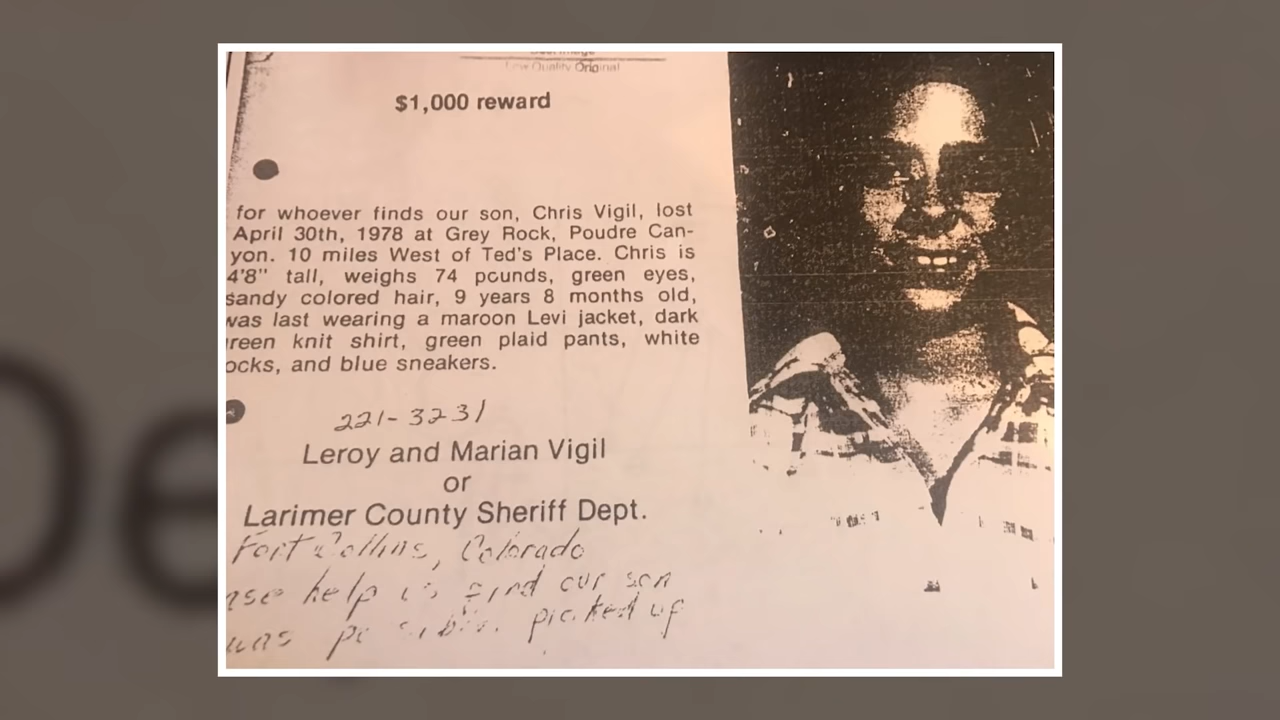 Low Quality Original
$1,000 reward
for whoever finds our son, Chris Vigil, lost
April 30th, 1978 at Grey Rock, Poudre Can-
yon. 10 miles West of Ted's Place. Chris is
4'8" tall, weighs 74 pounds, green eyes,
sandy colored hair, 9 years 8 months old,
was last wearing a maroon Levi jacket, dark
reen knit shirt, green plaid pants, white
ocks, and blue sneakers.
221-3231
Leroy and Marian Vigil
or
Larimer County Sheriff Dept.
Fort Collins, Colorado
help us find our son
was picked up
De